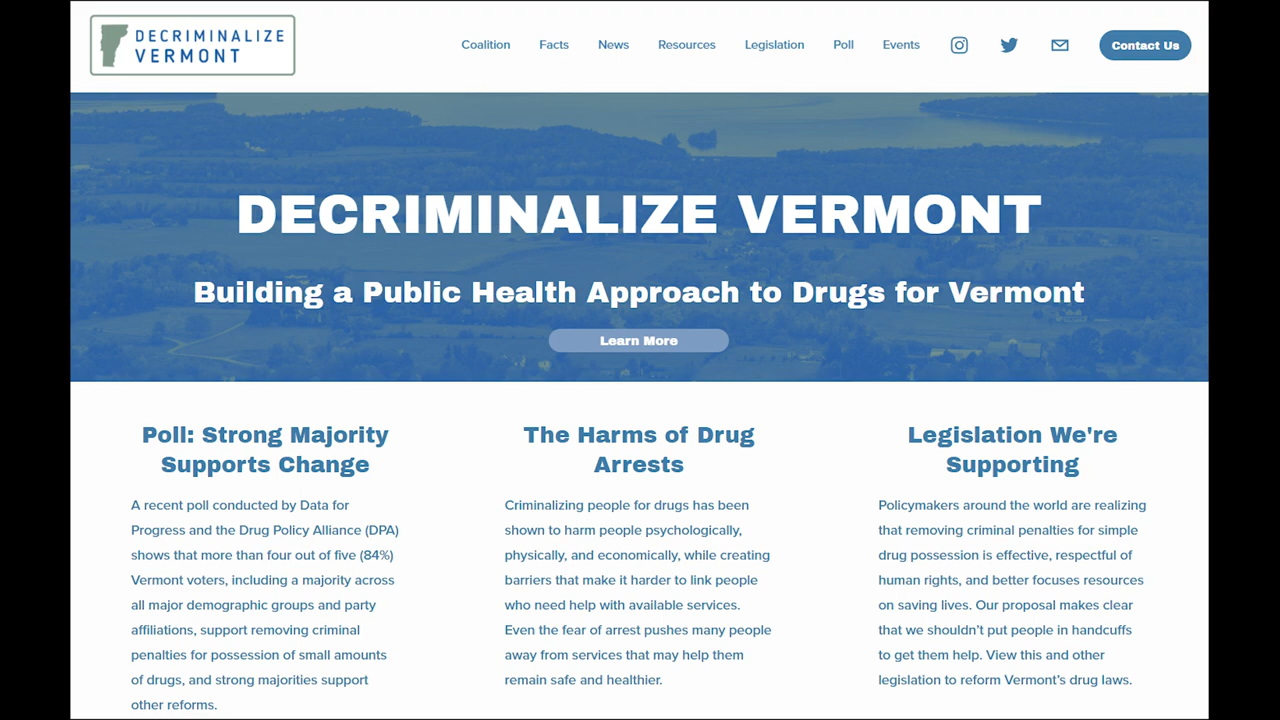 DECRIMINALIZE
VERMONT
Coalition Facts News Resources Legislation Poll Events Contact Us
DECRIMINALIZE VERMONT
Building a Public Health Approach to Drugs for Vermont
Learn More
Poll: Strong Majority
Supports Change
A recent poll conducted by Data for
Progress and the Drug Policy Alliance (DPA)
shows that more than four out of five (84%)
Vermont voters, including a majority across
all major demographic groups and party
affiliations, support removing criminal
penalties for possession of small amounts
of drugs, and strong majorities support
other reforms.
The Harms of Drug
Arrests
Criminalizing people for drugs has been
shown to harm people psychologically,
physically, and economically, while creating
barriers that make it harder to link people
who need help with available services.
Even the fear of arrest pushes many people
away from services that may help them
remain safe and healthier.
Legislation We're
Supporting
Policymakers around the world are realizing
that removing criminal penalties for simple
drug possession is effective, respectful of
human rights, and better focuses resources
on saving lives. Our proposal makes clear
that we shouldn’t put people in handcuffs
to get them help. View this and other
legislation to reform Vermont’s drug laws.